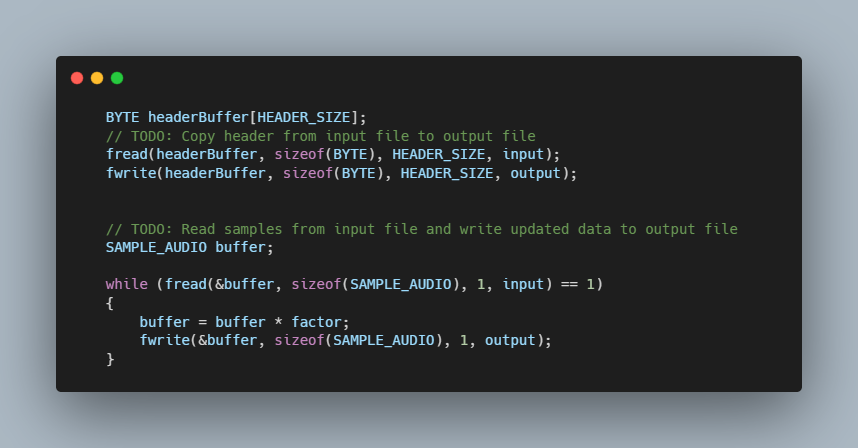 BYTE headerBuffer[HEADER_SIZE];
// TODO: Copy header from input file to output file
fread(headerBuffer, sizeof(BYTE), HEADER_SIZE, input);
fwrite(headerBuffer, sizeof(BYTE), HEADER_SIZE, output);
// TODO: Read samples from input file and write updated data to output file
SAMPLE_AUDIO buffer;
while (fread(&buffer, sizeof(SAMPLE_AUDIO), 1, input) == 1)
{
    buffer = buffer * factor;
    fwrite(&buffer, sizeof(SAMPLE_AUDIO), 1, output);
}